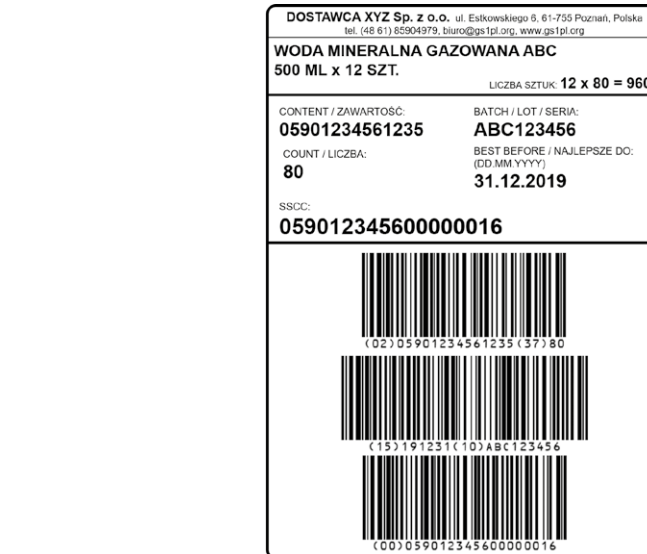 DOSTAWCA XYZ Sp. z o.o. ul. Estkowskiego 6, 61-755 Poznań, Polska
tel. (48 61) 85904979, biuro@gs1pl.org, www.gs1pl.org
WODA MINERALNA GAZOWANA ABC
500 ML x 12 SZT.
LICZBA SZTUK: 12 x 80 = 960
CONTENT / ZAWARTOŚĆ:
05901234561235
BATCH / LOT / SERIA:
ABC123456
COUNT / LICZBA:
80
BEST BEFORE / NAJLEPSZE DO:
(DD.MM.YYYY)
31.12.2019
SSCC:
059012345600000016
(02)05901234561235(37)80
(15)191231(10)ABC123456
(00)059012345600000016